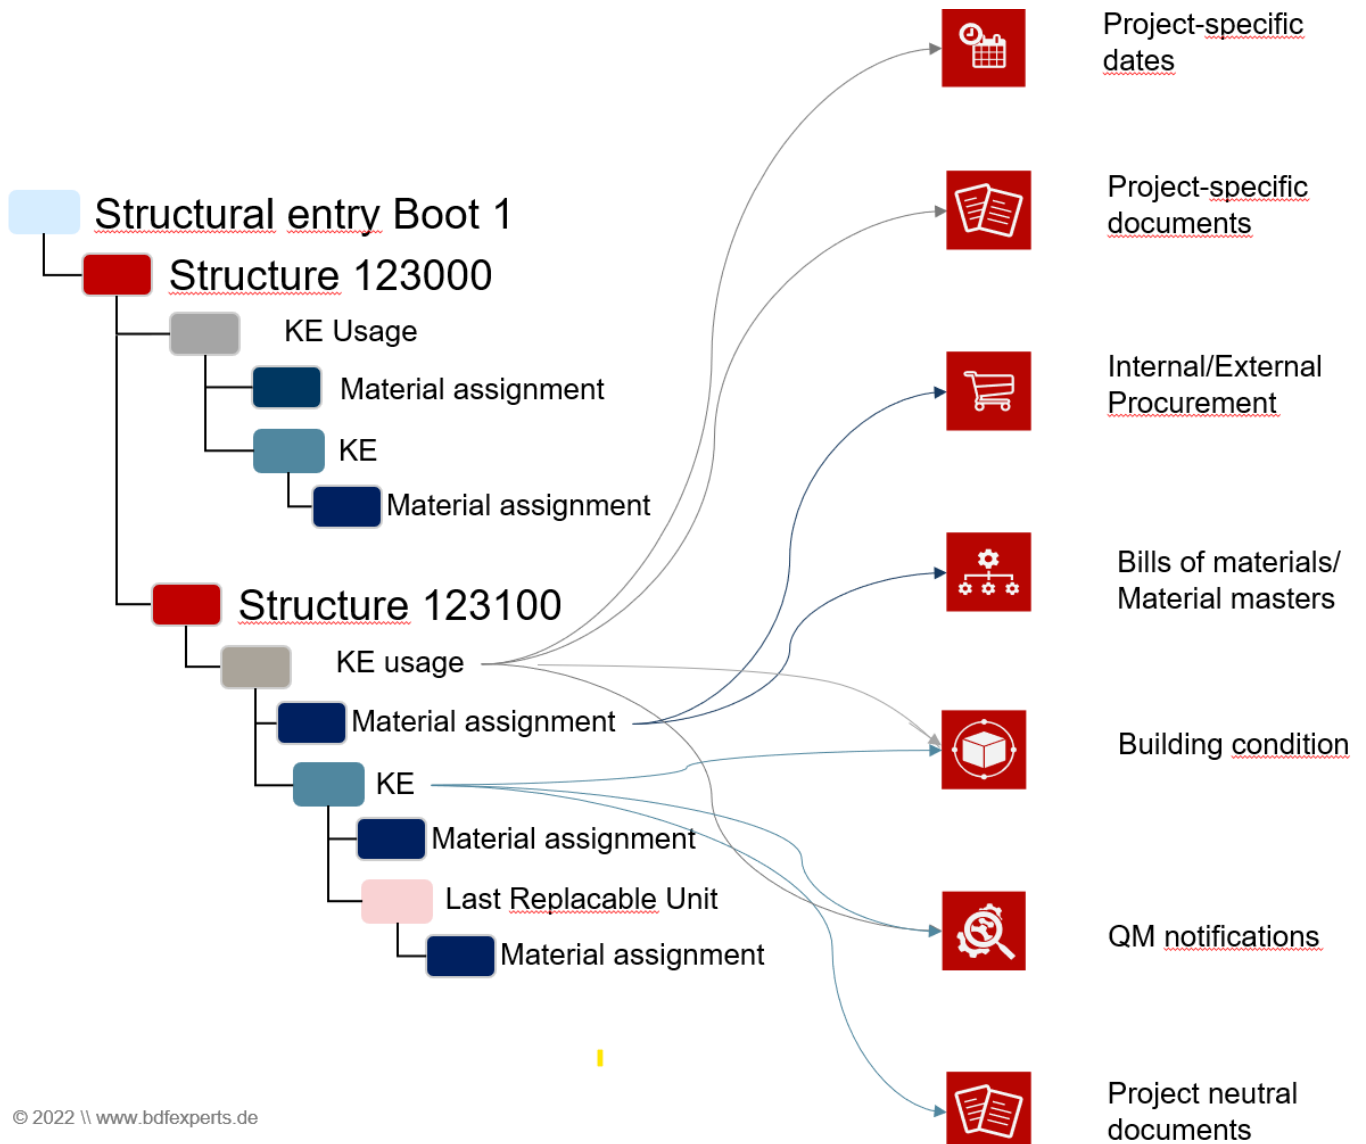 Structural entry Boot 1
Structure 123000
KE Usage
Material assignment
KE
Material assignment
Structure 123100
KE usage
Material assignment
KE
Material assignment
Last Replacable Unit
Material assignment
Project-specific
dates
Project-specific
documents
Internal/External
Procurement
Bills of materials/
Material masters
Building condition
QM notifications
Project neutral
documents
© 2022 \\ www.bdfexperts.de